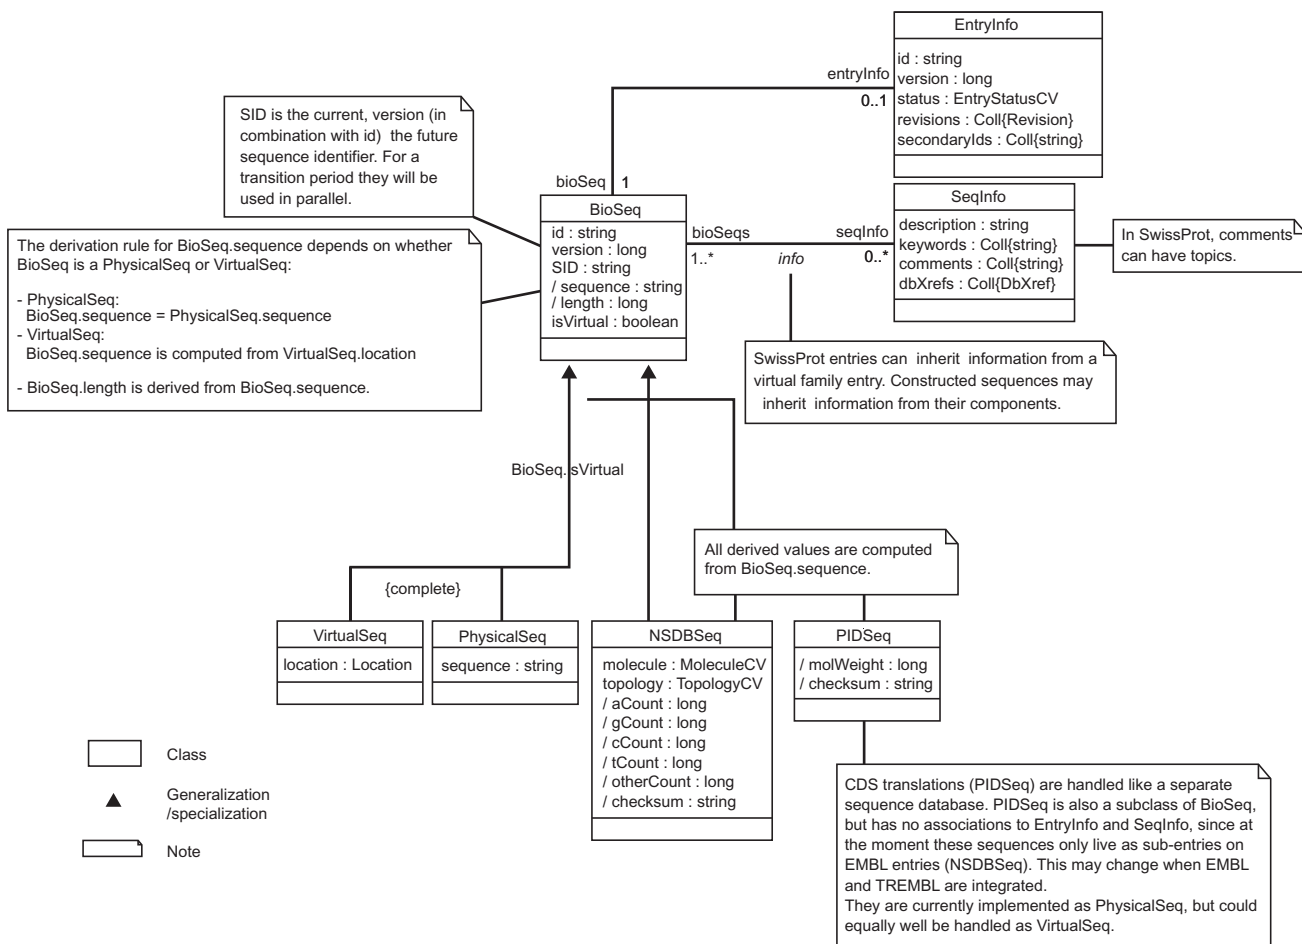 EntryInfo
id : string
version : long
status : EntryStatusCV
revisions : Coll{Revision}
secondaryIds : Coll{string}
entryInfo
0..1
SID is the current, version (in
combination with id) the future
sequence identifier. For a
transition period they will be
used in parallel.
bioSeq 1
BioSeq
id : string
version : long
SID : string
/ sequence : string
/ length : long
isVirtual : boolean
bioSeqs
1..*
info
seqInfo
0..*
SeqInfo
description : string
keywords : Coll{string}
comments : Coll{string}
dbXrefs : Coll{DbXref}
In SwissProt, comments
can have topics.
The derivation rule for BioSeq.sequence depends on whether
BioSeq is a PhysicalSeq or VirtualSeq:
- PhysicalSeq:
BioSeq.sequence = PhysicalSeq.sequence
- VirtualSeq:
BioSeq.sequence is computed from VirtualSeq.location
- BioSeq.length is derived from BioSeq.sequence.
SwissProt entries can inherit information from a
virtual family entry. Constructed sequences may
inherit information from their components.
BioSeq.isVirtual
All derived values are computed
from BioSeq.sequence.
{complete}
VirtualSeq
location : Location
PhysicalSeq
sequence : string
NSDBSeq
molecule : MoleculeCV
topology : TopologyCV
/ aCount : long
/ gCount : long
/ cCount : long
/ tCount : long
/ otherCount : long
/ checksum : string
PIDSeq
/ molWeight : long
/ checksum : string
Class
Generalization
/specialization
Note
CDS translations (PIDSeq) are handled like a separate
sequence database. PIDSeq is also a subclass of BioSeq,
but has no associations to EntryInfo and SeqInfo, since at
the moment these sequences only live as sub-entries on
EMBL entries (NSDBSeq). This may change when EMBL
and TREMBL are integrated.
They are currently implemented as PhysicalSeq, but could
equally well be handled as VirtualSeq.